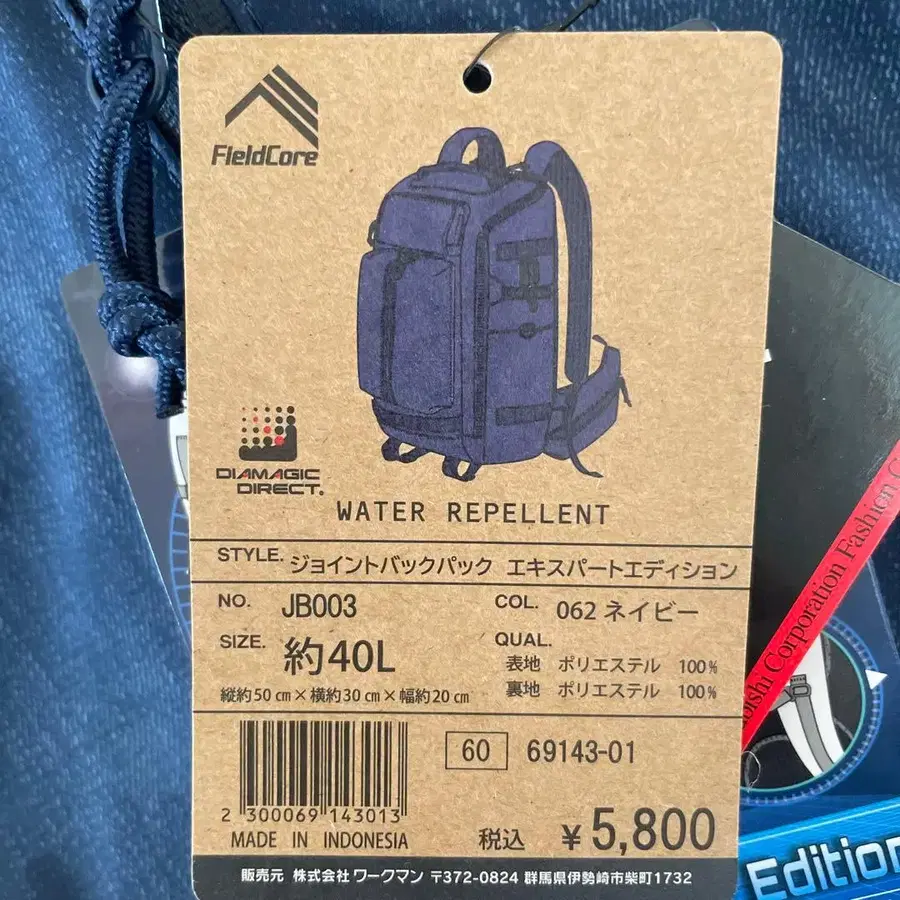 FieldCore
DIAMAGIC
DIRECT.
WATER REPELLENT
STYLE. ジョイントバックパック エキスパートエディション
NO. JB003
COL. 062 ネイビー
SIZE. 約40L
縦約50㎝×横約30㎝×幅約20㎝
QUAL.
表地 ポリエステル 100%
裏地 ポリエステル 100%
60 69143-01
2 300069 143013
MADE IN INDONESIA
税込 ¥5,800
販売元 株式会社 ワークマン 〒372-0824 群馬県伊勢崎市柴町1732
Corporation Fashion
Edition